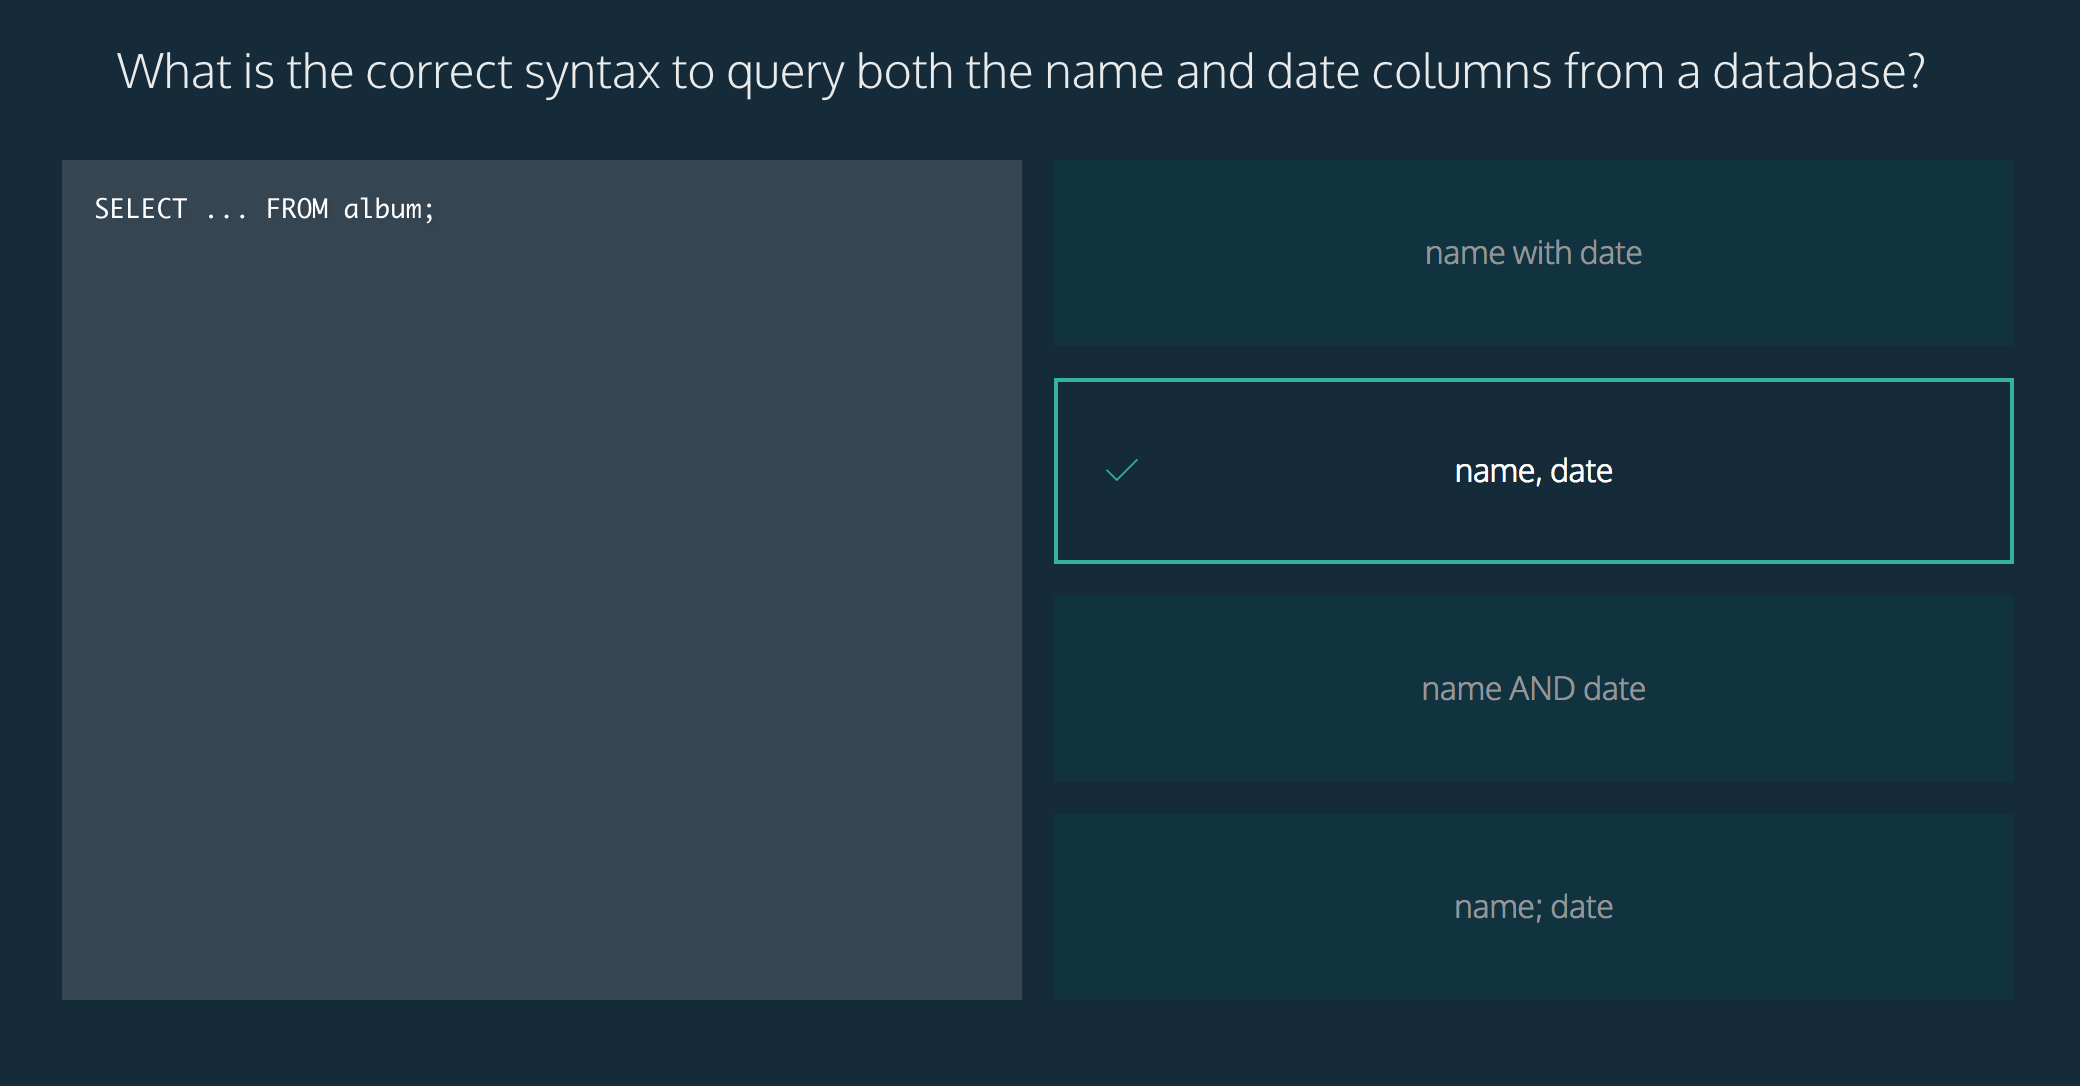 What is the correct syntax to query both the name and date columns from a database?
SELECT ... FROM album;
name with date
name, date
name AND date
name; date